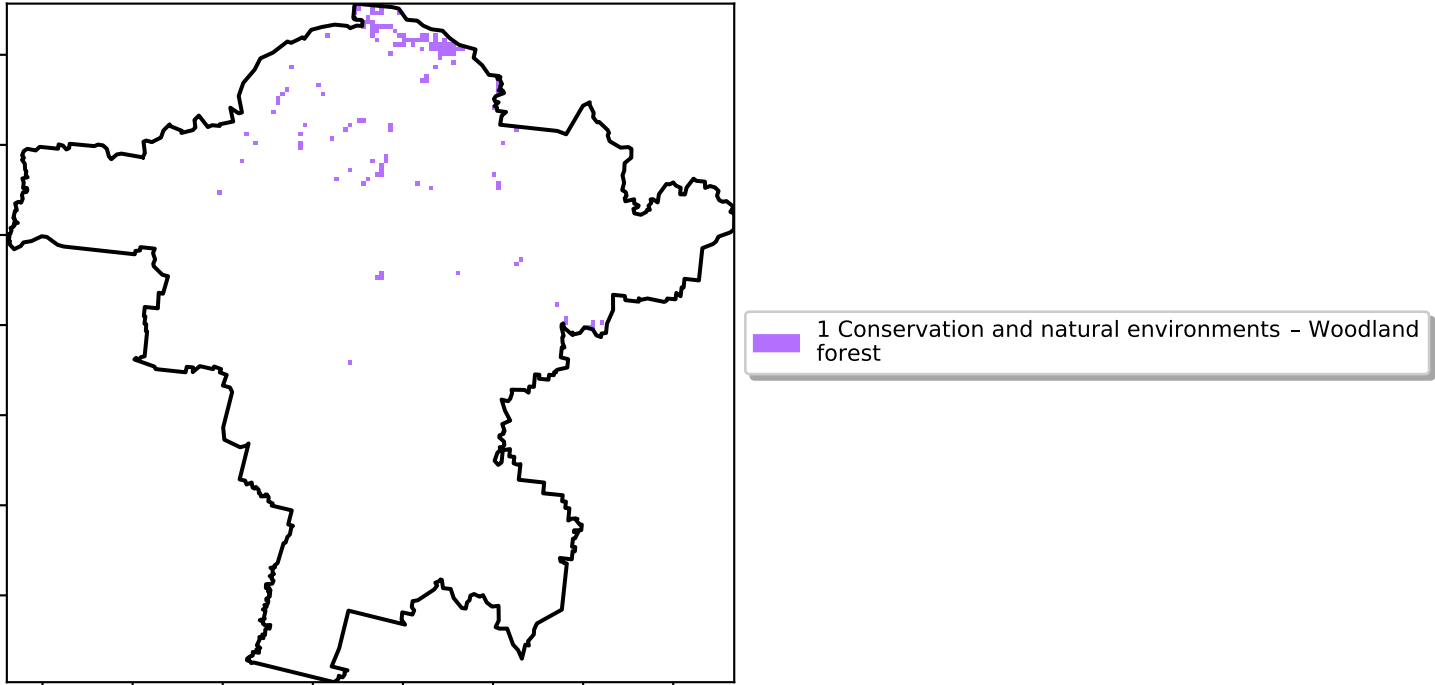 1 Conservation and natural environments – Woodland
forest